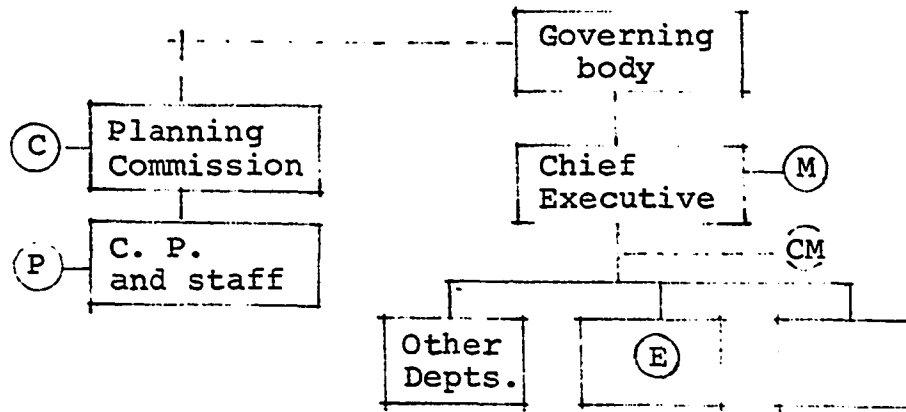 Governing
body
C
Planning
Commission
Chief
Executive
M
P
C. P.
and staff
CM
Other
Depts.
E